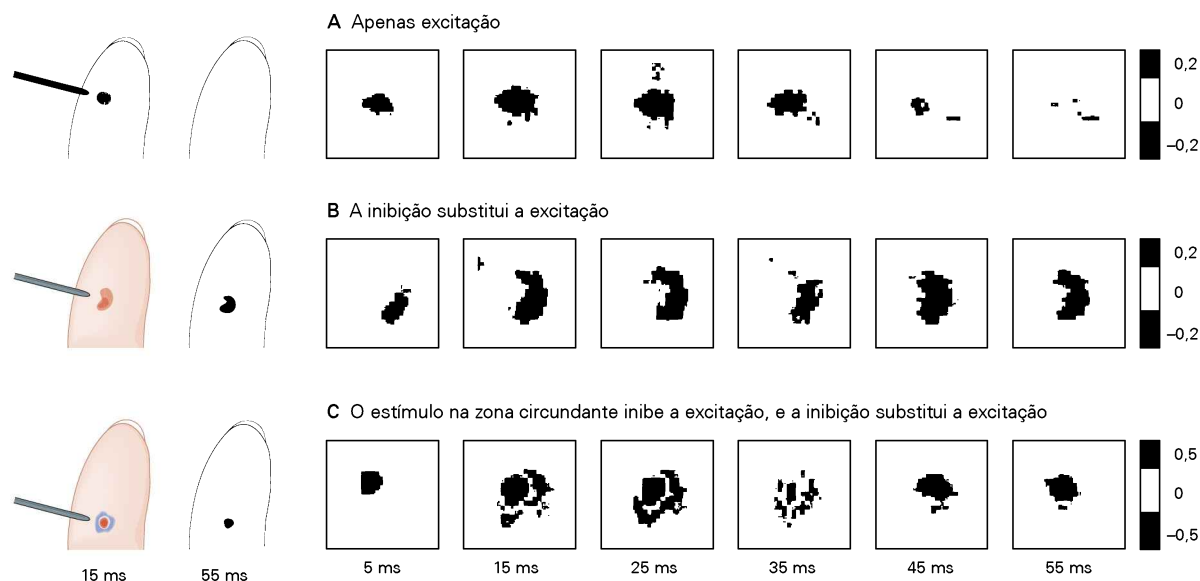 A Apenas excitação
0,2
0
–0,2
B A inibição substitui a excitação
0,2
0
–0,2
C O estímulo na zona circundante inibe a excitação, e a inibição substitui a excitação
0,5
0
–0,5
15 ms 55 ms 5 ms 15 ms 25 ms 35 ms 45 ms 55 ms